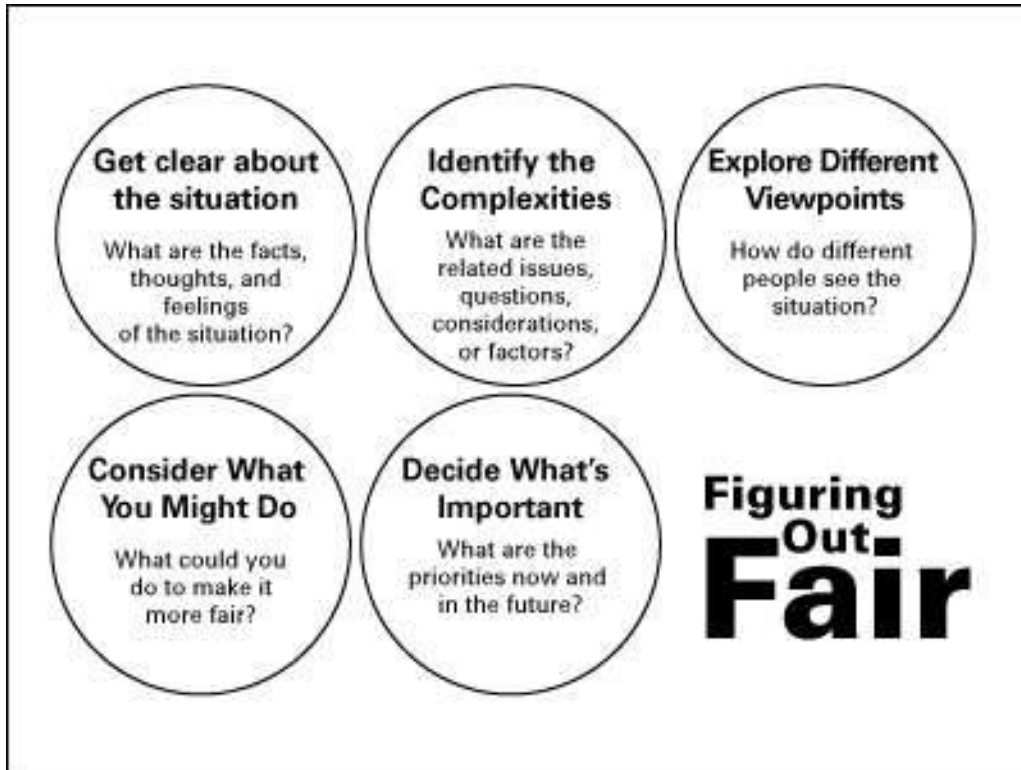 Get clear about
the situation
What are the facts,
thoughts, and
feelings
of the situation?
Identify the
Complexities
What are the
related issues,
questions,
considerations,
or factors?
Explore Different
Viewpoints
How do different
people see the
situation?
Consider What
You Might Do
What could you
do to make it
more fair?
Decide What's
Important
What are the
priorities now and
in the future?
Figuring
Out
Fair